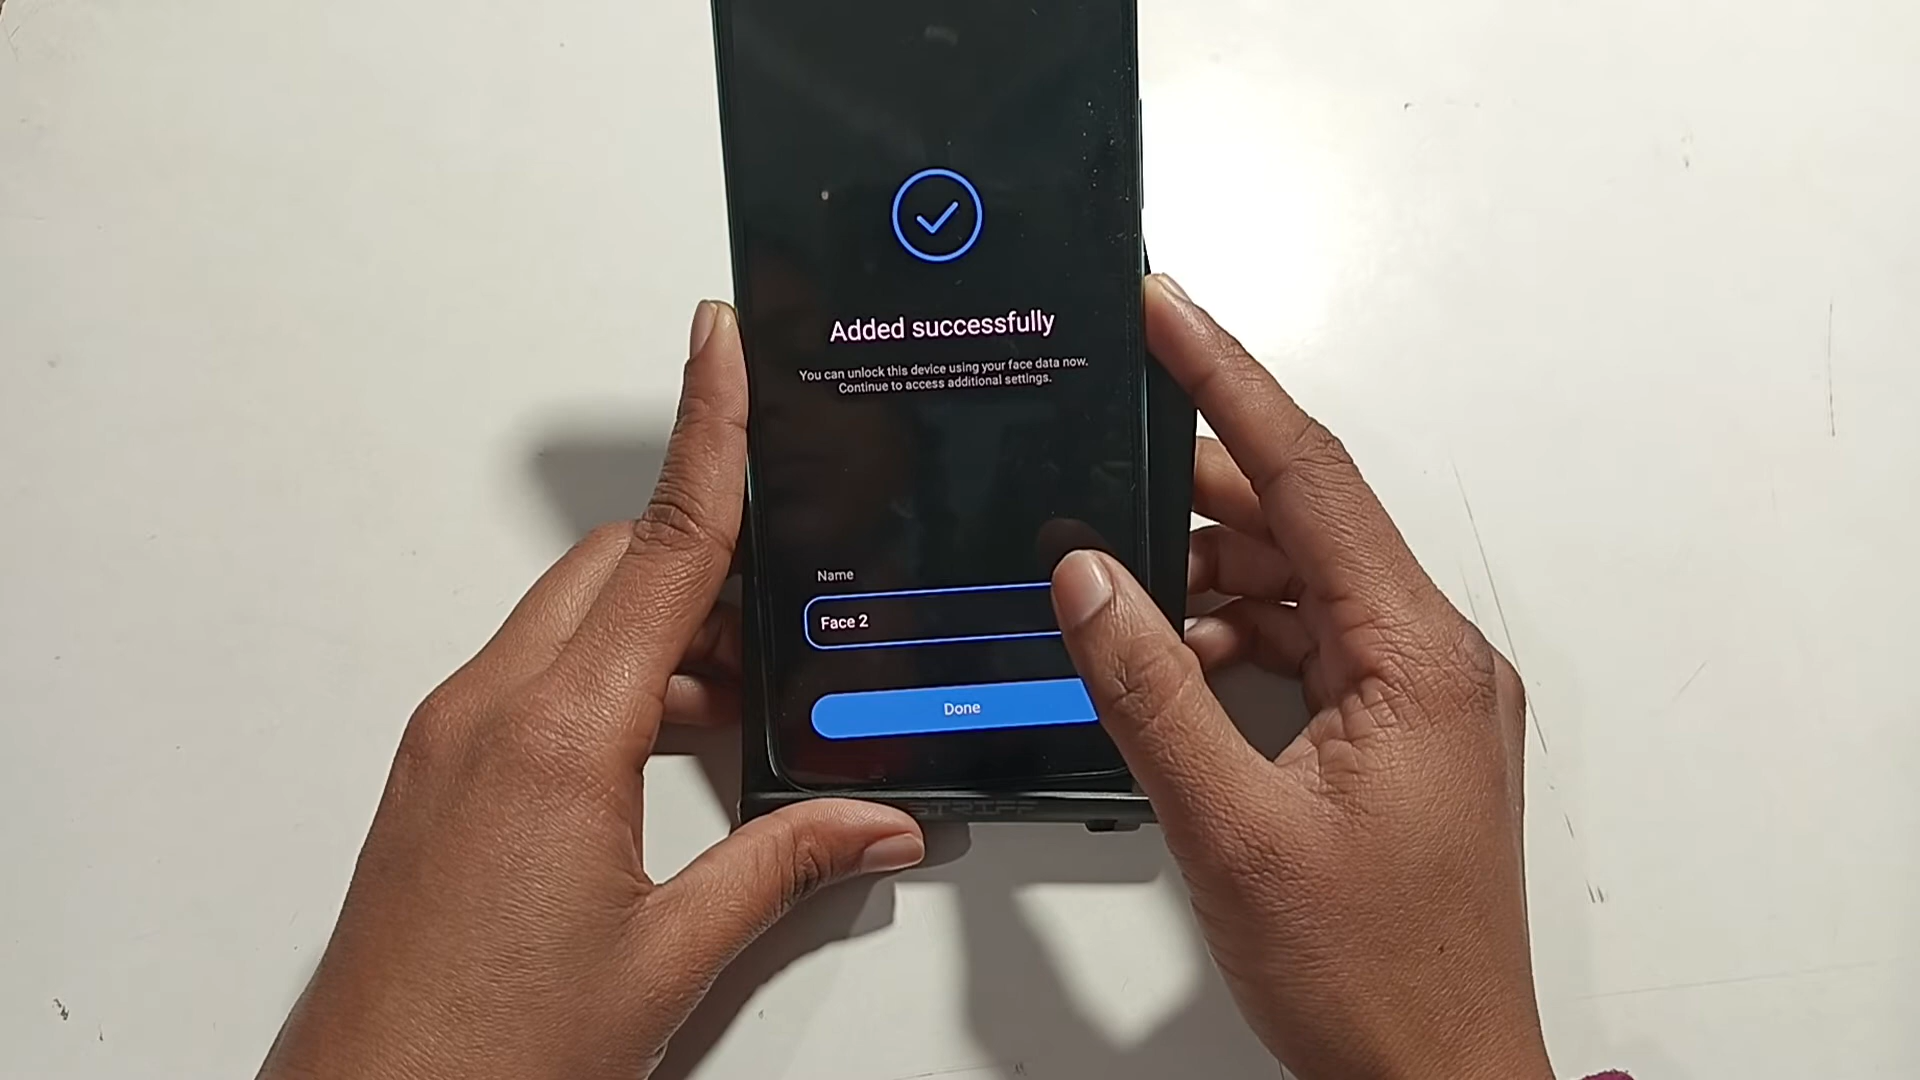 Added successfully
You can unlock this device using your face data now.
Continue to access additional settings.
Name
Face 2
Done
STRIFF